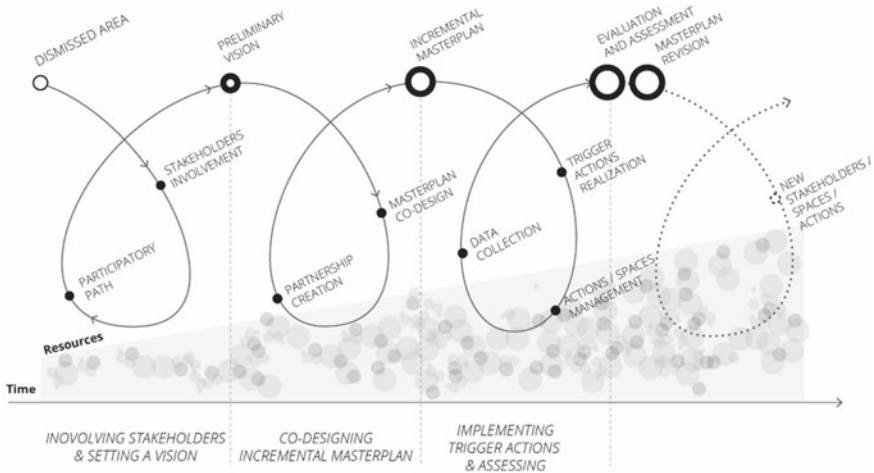 DISMISSED AREA
PRELIMINARY
VISION
INCREMENTAL
MASTERPLAN
EVALUATION
AND ASSESSMENT
MASTERPLAN
REVISION
STAKEHOLDERS
INVOLVEMENT
MASTERPLAN
CO-DESIGN
TRIGGER
ACTIONS
REALIZATION
NEW
STAKEHOLDERS /
SPACES /
ACTIONS
PARTICIPATORY
PATH
PARTNERSHIP
CREATION
DATA
COLLECTION
ACTIONS / SPACES
MANAGEMENT
Resources
Time
INOVOLVING STAKEHOLDERS
& SETTING A VISION
CO-DESIGNING
INCREMENTAL MASTERPLAN
IMPLEMENTING
TRIGGER ACTIONS
& ASSESSING